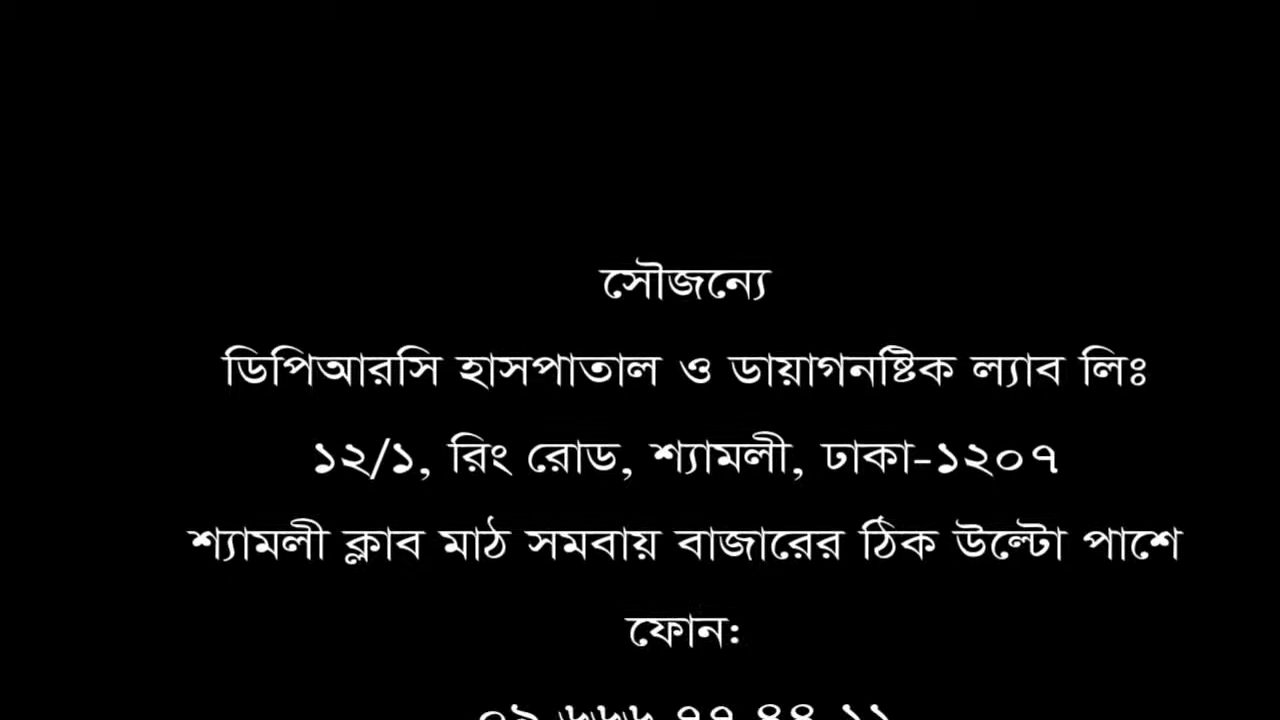 সৌজন্যে
ডিপিআরসি হাসপাতাল ও ডায়াগনষ্টিক ল্যাব লিঃ
১২/১, রিং রোড, শ্যামলী, ঢাকা-১২০৭
শ্যামলী ক্লাব মাঠ সমবায় বাজারের ঠিক উল্টো পাশে
ফোন: